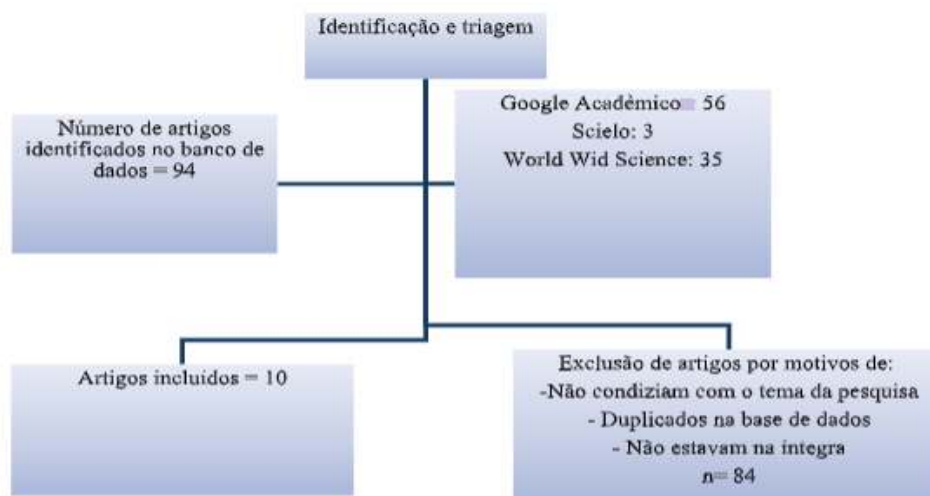 Identificação e triagem
Número de artigos
identificados no banco de
dados = 94
Google Acadêmico= 56
Scielo: 3
World Wid Science: 35
Artigos incluidos = 10
Exclusão de artigos por motivos de:
-Não condiziam com o tema da pesquisa
- Duplicados na base de dados
- Não estavam na integra
n= 84